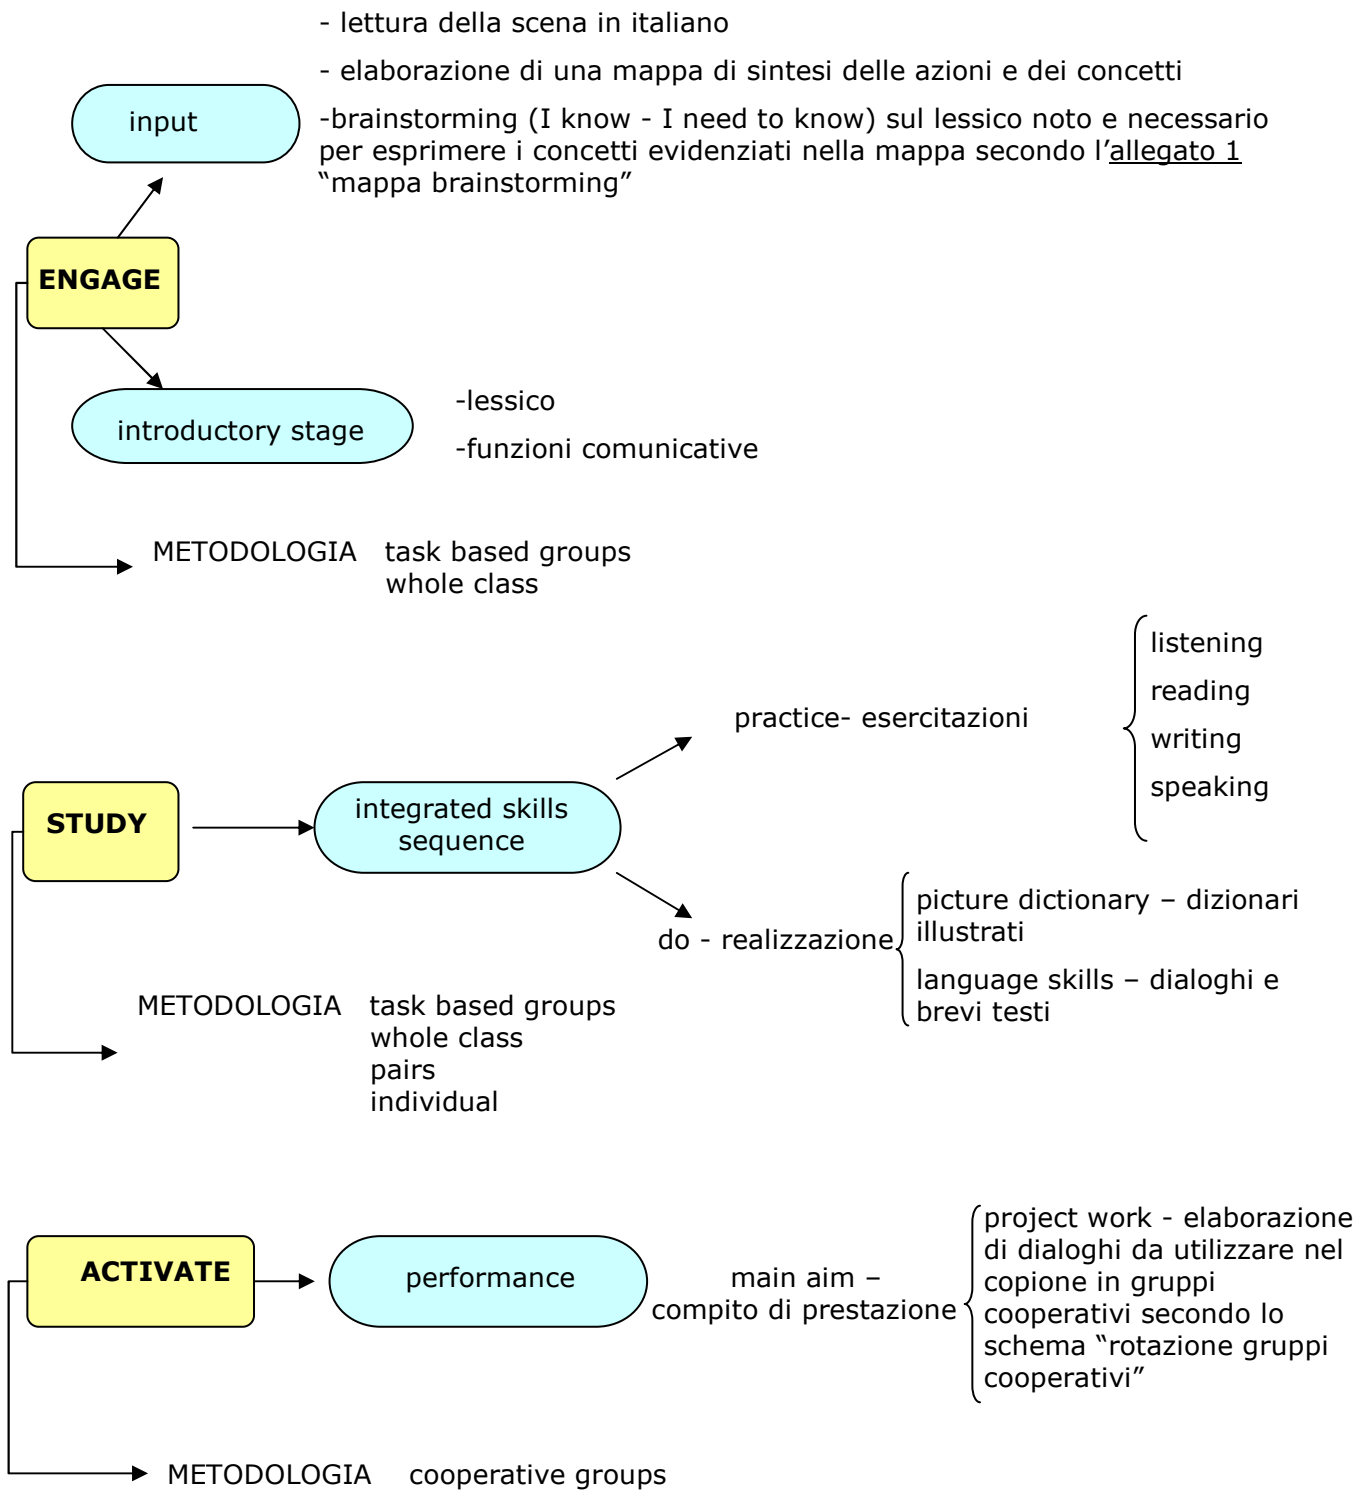 - lettura della scena in italiano
- elaborazione di una mappa di sintesi delle azioni e dei concetti
input
-brainstorming (I know - I need to know) sul lessico noto e necessario
per esprimere i concetti evidenziati nella mappa secondo l’allegato 1
“mappa brainstorming”
ENGAGE
introductory stage
-lessico
-funzioni comunicative
METODOLOGIA task based groups
whole class
practice- esercitazioni
listening
reading
writing
speaking
STUDY
integrated skills
sequence
do - realizzazione
picture dictionary – dizionari
illustrati
language skills – dialoghi e
brevi testi
METODOLOGIA task based groups
whole class
pairs
individual
ACTIVATE
performance
main aim –
compito di prestazione
project work - elaborazione
di dialoghi da utilizzare nel
copione in gruppi
cooperativi secondo lo
schema “rotazione gruppi
cooperativi”
METODOLOGIA cooperative groups